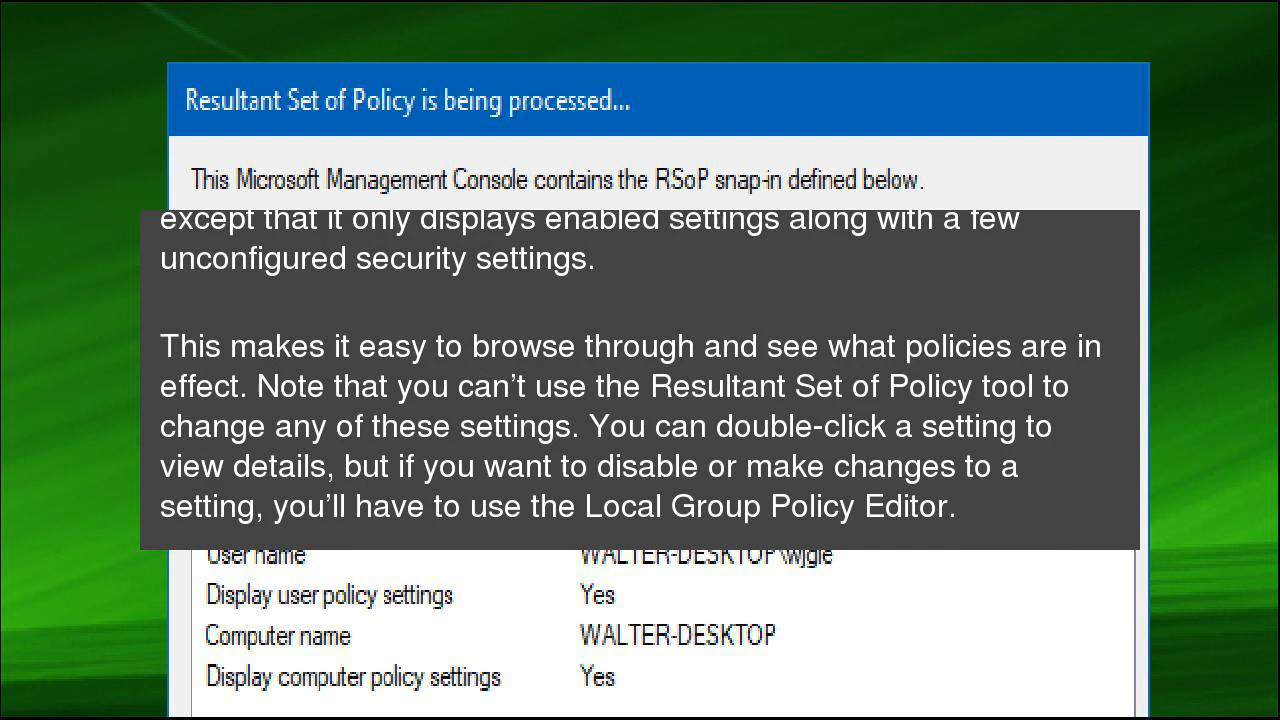 Resultant Set of Policy is being processed...
This Microsoft Management Console contains the RSoP snap-in defined below.
except that it only displays enabled settings along with a few
unconfigured security settings.
This makes it easy to browse through and see what policies are in
effect. Note that you can’t use the Resultant Set of Policy tool to
change any of these settings. You can double-click a setting to
view details, but if you want to disable or make changes to a
setting, you’ll have to use the Local Group Policy Editor.
User name WALTER-DESKTOP\wjgle
Display user policy settings Yes
Computer name WALTER-DESKTOP
Display computer policy settings Yes